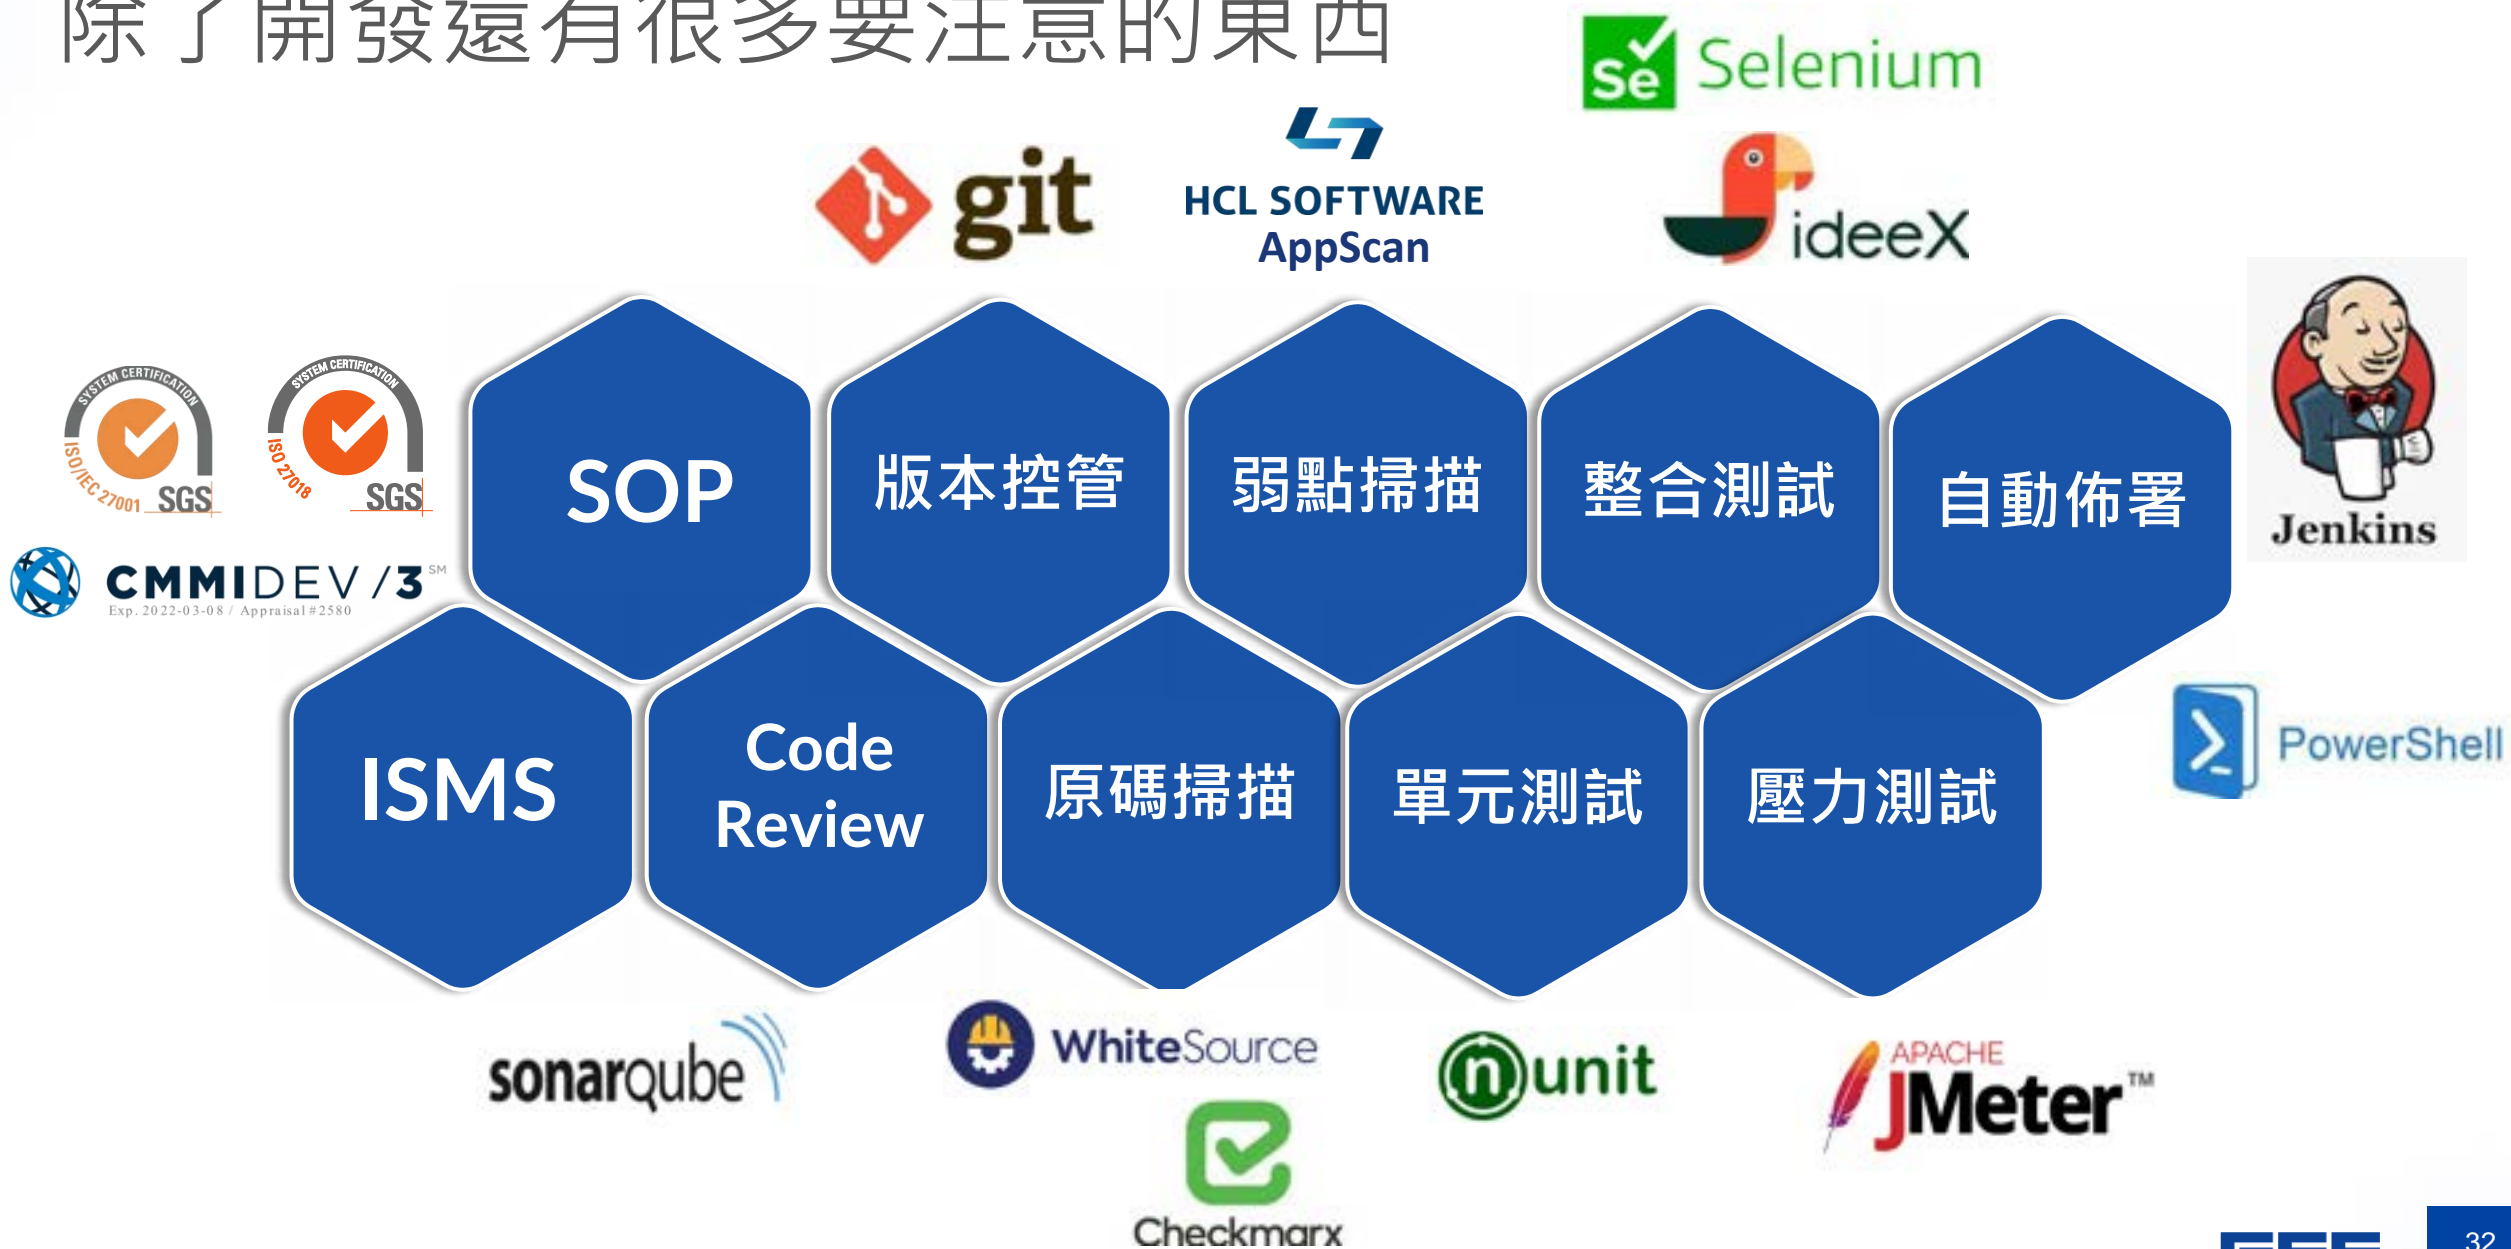 除了開發還有很多要注意的東西
Se Selenium
git
HCL SOFTWARE
AppScan
ideeX
SYSTEM CERTIFICATION
ISO/IEC 27001
SGS
SYSTEM CERTIFICATION
ISO 27018
SGS
CMMIDEV/3 SM
Exp. 2022-03-08 / Appraisal #2580
SOP
版本控管
弱點掃描
整合測試
自動佈署
Jenkins
ISMS
Code
Review
原碼掃描
單元測試
壓力測試
PowerShell
sonarqube
WhiteSource
nunit
APACHE
JMeter™
Checkmarx
32